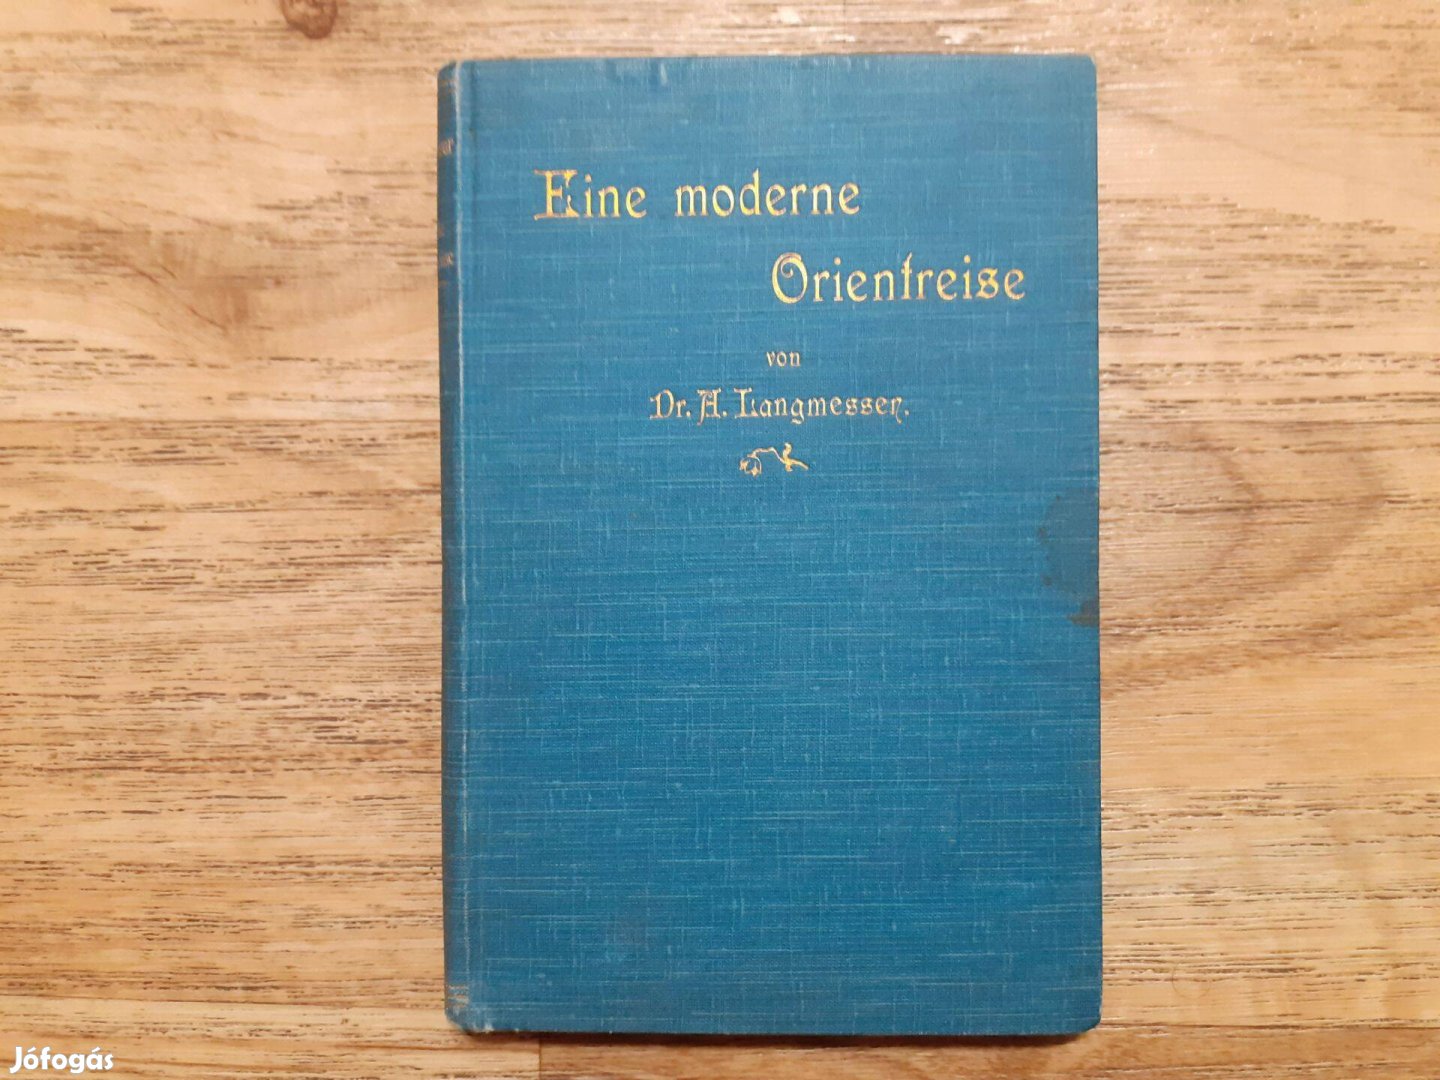 Eine moderne
Orientreise
von
Dr. A. Langmesser.
Jófogás